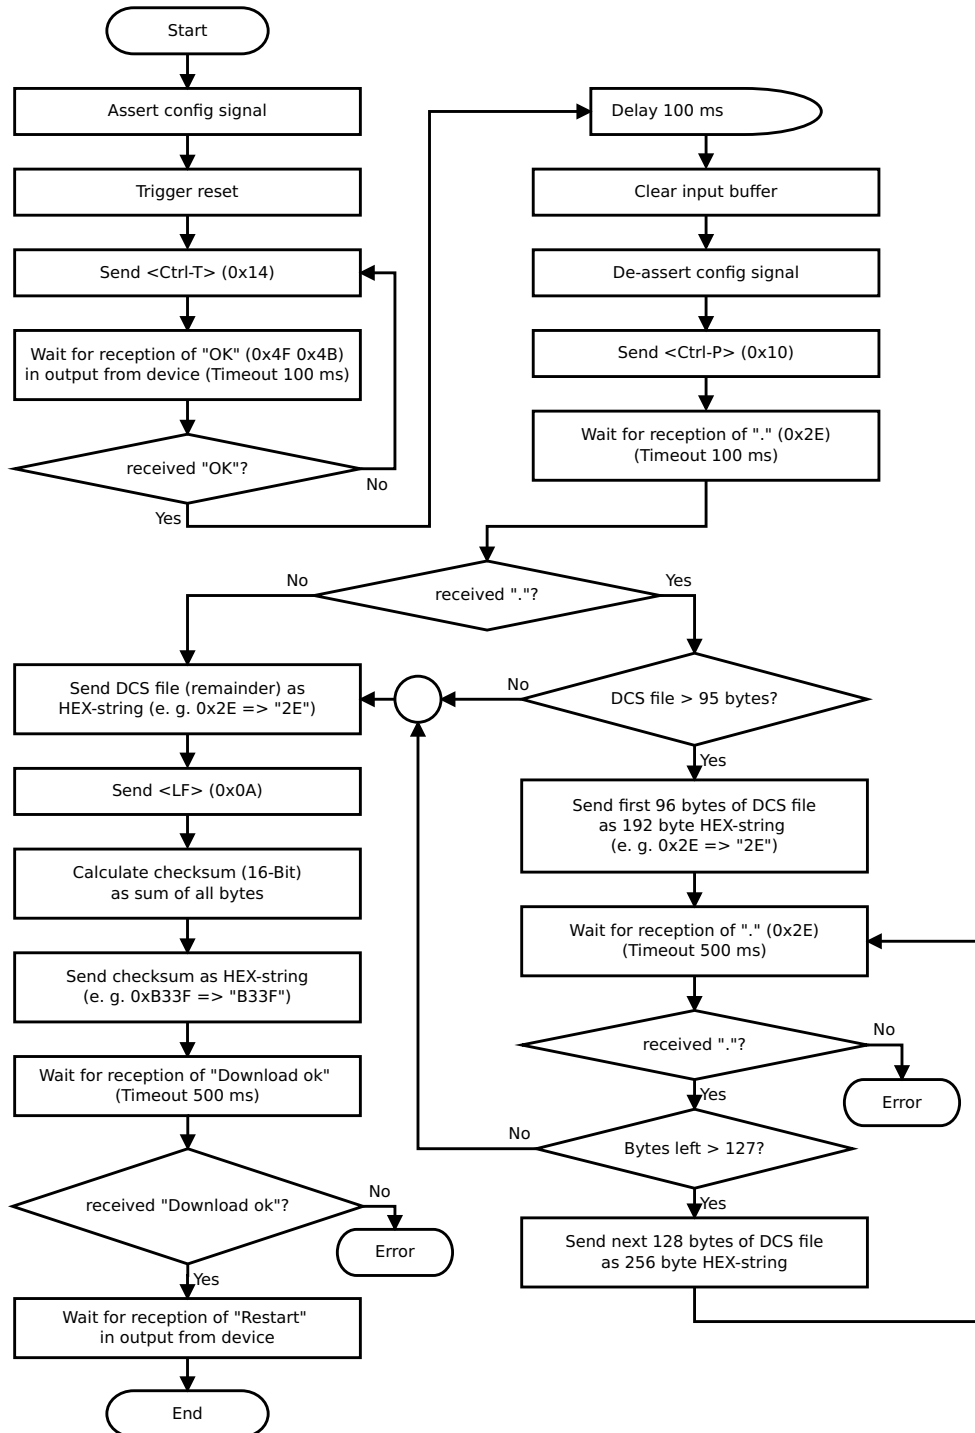 Start
Assert config signal
Trigger reset
Send <Ctrl-T> (0x14)
Wait for reception of "OK" (0x4F 0x4B)
in output from device (Timeout 100 ms)
received "OK"?
No
Yes
Delay 100 ms
Clear input buffer
De-assert config signal
Send <Ctrl-P> (0x10)
Wait for reception of "." (0x2E)
(Timeout 100 ms)
received "."?
No
Yes
Send DCS file (remainder) as
HEX-string (e. g. 0x2E => "2E")
Send <LF> (0x0A)
Calculate checksum (16-Bit)
as sum of all bytes
Send checksum as HEX-string
(e. g. 0xB33F => "B33F")
Wait for reception of "Download ok"
(Timeout 500 ms)
received "Download ok"?
No
Error
Yes
Wait for reception of "Restart"
in output from device
End
DCS file > 95 bytes?
No
Yes
Send first 96 bytes of DCS file
as 192 byte HEX-string
(e. g. 0x2E => "2E")
Wait for reception of "." (0x2E)
(Timeout 500 ms)
received "."?
No
Error
Yes
Bytes left > 127?
No
Yes
Send next 128 bytes of DCS file
as 256 byte HEX-string